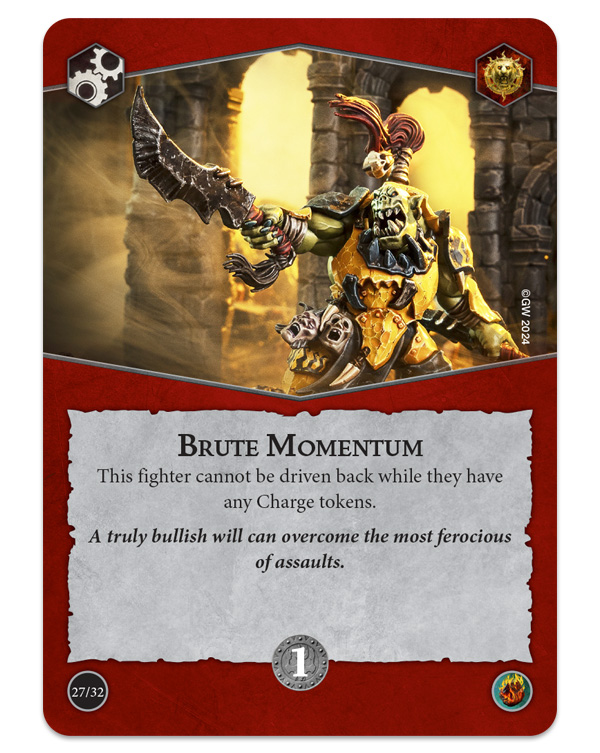 ©GW 2024
Brute Momentum
This fighter cannot be driven back while they have
any Charge tokens.
A truly bullish will can overcome the most ferocious
of assaults.
1
27/32